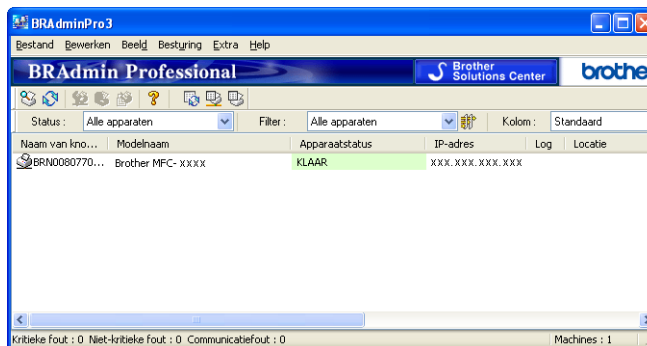 BRAdminPro3
Bestand Bewerken Beeld Besturing Extra Help
BRAdmin Professional Brother Solutions Center brothe
Status : Alle apparaten Filter : Alle apparaten Kolom : Standaard
Naam van kno... Modelnaam Apparaatstatus IP-adres Log Locatie
BRN0080770... Brother MFC- XXXX KLAAR XXX.XXX.XXX.XXX
Kritieke fout : 0 Niet-kritieke fout : 0 Communicatiefout : 0 Machines : 1